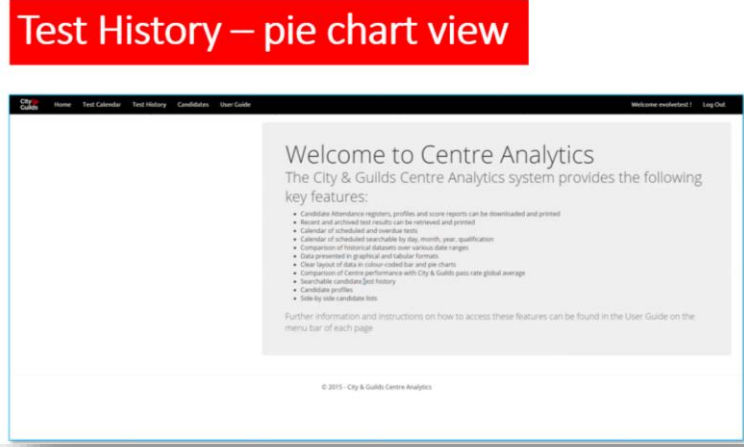 Test History – pie chart view
City & Guilds Home Test Calendar Test History Candidates User Guide Welcome evolvetest ! Log Out
Welcome to Centre Analytics
The City & Guilds Centre Analytics system provides the following
key features:
• Candidate Attendance registers, profiles and score reports can be downloaded and printed
• Recent and archived test results can be retrieved and printed
• Calendar of scheduled and overdue tests
• Calendar of scheduled searchable by day, month, year, qualification
• Comparison of historical datasets over various date ranges
• Data presented in graphical and tabular formats
• Clear layout of data in colour-coded bar and pie charts
• Comparison of Centre performance with City & Guilds pass rate global average
• Searchable candidate test history
• Candidate profiles
• Side by side candidate lists
Further information and instructions on how to access these features can be found in the User Guide on the
menu bar of each page
© 2015 - City & Guilds Centre Analytics